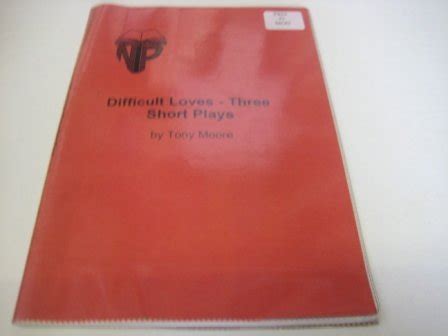 Difficult Loves - Three
Short Plays
by Tony Moore